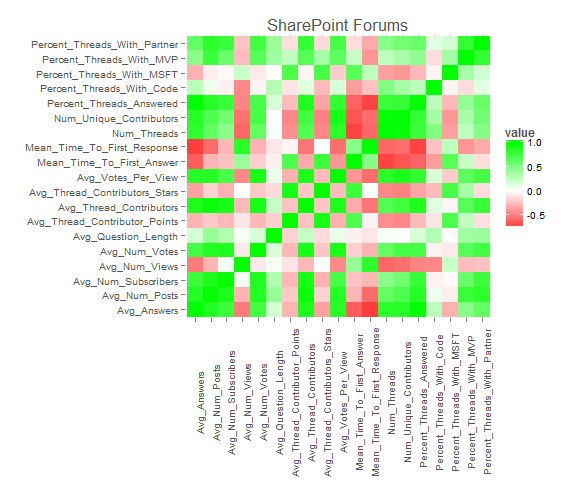 SharePoint Forums
Percent_Threads_With_Partner
Percent_Threads_With_MVP
Percent_Threads_With_MSFT
Percent_Threads_With_Code
Percent_Threads_Answered
Num_Unique_Contributors
Num_Threads
Mean_Time_To_First_Response
Mean_Time_To_First_Answer
Avg_Votes_Per_View
Avg_Thread_Contributors_Stars
Avg_Thread_Contributors
Avg_Thread_Contributor_Points
Avg_Question_Length
Avg_Num_Votes
Avg_Num_Views
Avg_Num_Subscribers
Avg_Num_Posts
Avg_Answers
value
1.0
0.5
0.0
-0.5
Avg_Answers
Avg_Num_Posts
Avg_Num_Subscribers
Avg_Num_Views
Avg_Num_Votes
Avg_Question_Length
Avg_Thread_Contributor_Points
Avg_Thread_Contributors
Avg_Thread_Contributors_Stars
Avg_Votes_Per_View
Mean_Time_To_First_Answer
Mean_Time_To_First_Response
Num_Threads
Num_Unique_Contributors
Percent_Threads_Answered
Percent_Threads_With_Code
Percent_Threads_With_MSFT
Percent_Threads_With_MVP
Percent_Threads_With_Partner